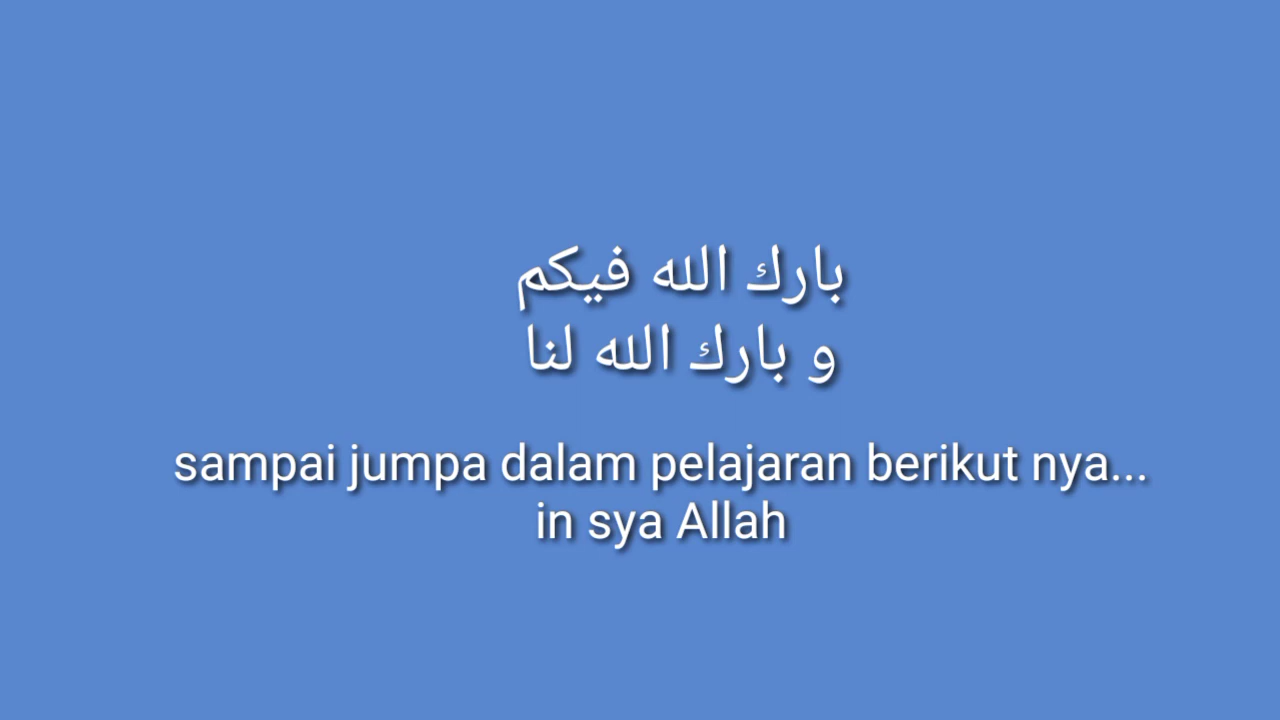 بارك الله فيكم
و بارك الله لنا
sampai jumpa dalam pelajaran berikut nya...
in sya Allah